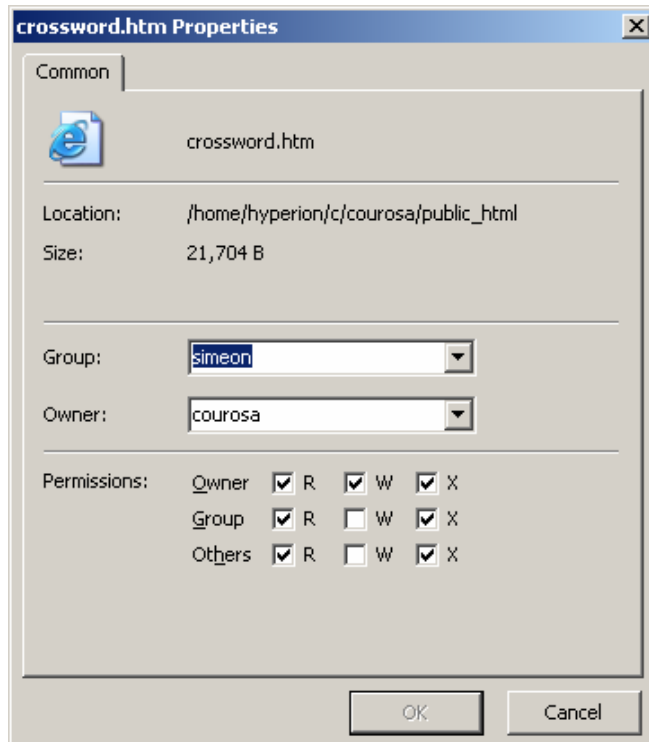 crossword.htm Properties
Common
crossword.htm
Location: /home/hyperion/c/courosa/public_html
Size: 21,704 B
Group: simeon
Owner: courosa
Permissions: Owner R W X
Group R W X
Others R W X
OK Cancel